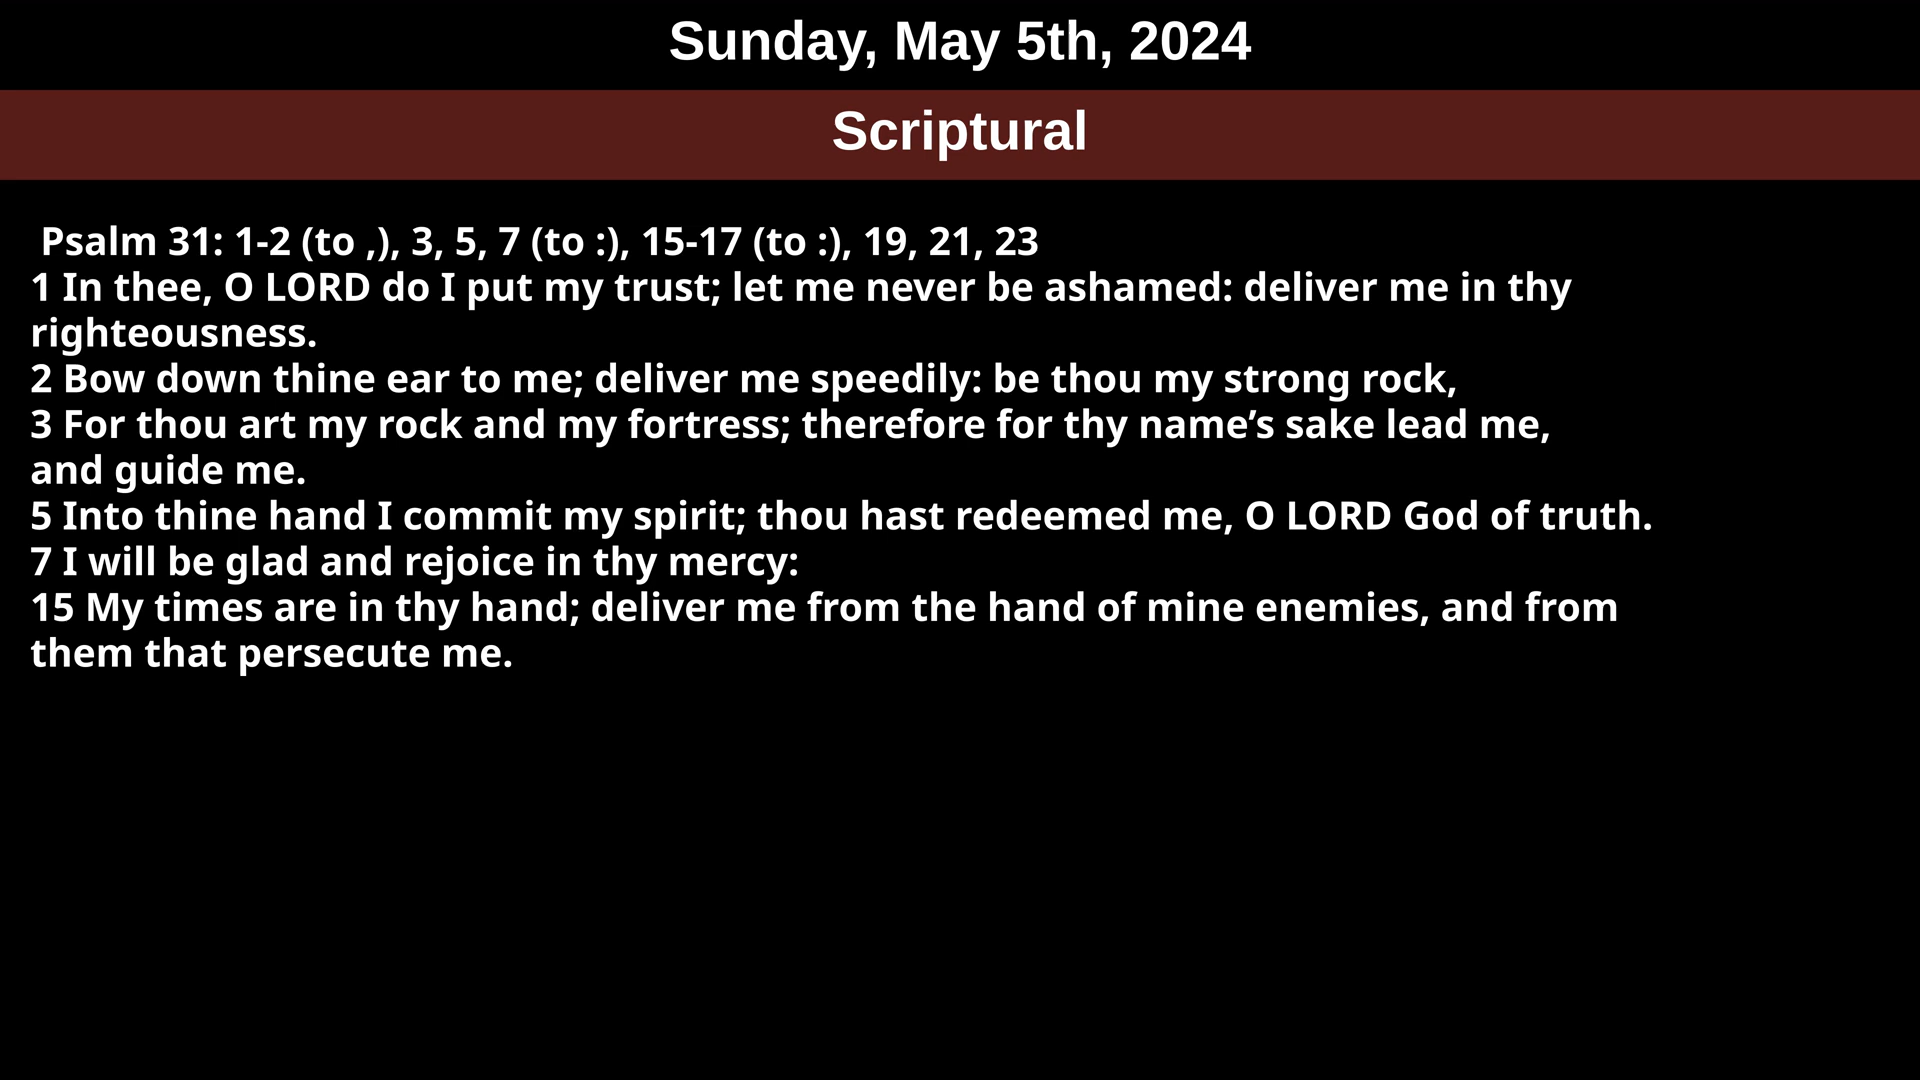 Sunday, May 5th, 2024
Scriptural
Psalm 31: 1-2 (to ,), 3, 5, 7 (to :), 15-17 (to :), 19, 21, 23
1 In thee, O LORD do I put my trust; let me never be ashamed: deliver me in thy
righteousness.
2 Bow down thine ear to me; deliver me speedily: be thou my strong rock,
3 For thou art my rock and my fortress; therefore for thy name’s sake lead me,
and guide me.
5 Into thine hand I commit my spirit; thou hast redeemed me, O LORD God of truth.
7 I will be glad and rejoice in thy mercy:
15 My times are in thy hand; deliver me from the hand of mine enemies, and from
them that persecute me.